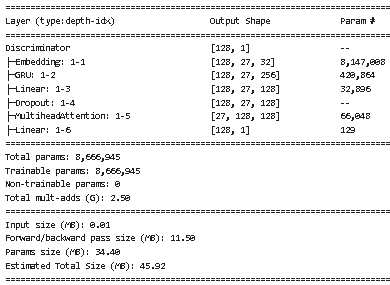 ==========================================================================================
Layer (type:depth-idx)                   Output Shape              Param #
==========================================================================================
Discriminator                            [128, 1]                  --
├─Embedding: 1-1                         [128, 27, 32]             8,147,008
├─GRU: 1-2                               [128, 27, 256]            420,864
├─Linear: 1-3                            [128, 27, 128]            32,896
├─Dropout: 1-4                           [128, 27, 128]            --
├─MultiheadAttention: 1-5                [27, 128, 128]            66,048
├─Linear: 1-6                            [128, 1]                  129
==========================================================================================
Total params: 8,666,945
Trainable params: 8,666,945
Non-trainable params: 0
Total mult-adds (G): 2.50
==========================================================================================
Input size (MB): 0.01
Forward/backward pass size (MB): 11.50
Params size (MB): 34.40
Estimated Total Size (MB): 45.92
==========================================================================================